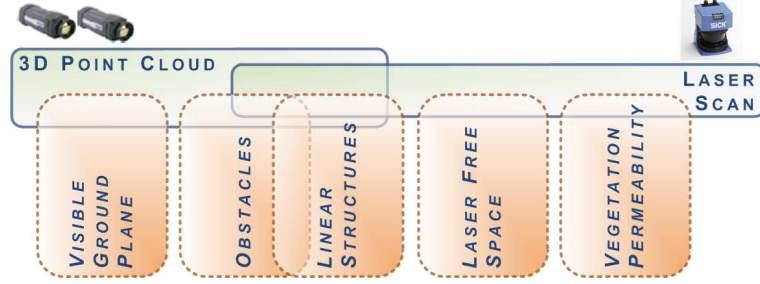 SICK
3D POINT CLOUD
LASER
SCAN
VISIBLE
GROUND
PLANE
OBSTACLES
LINEAR
STRUCTURES
LASER FREE
SPACE
VEGETATION
PERMEABILITY